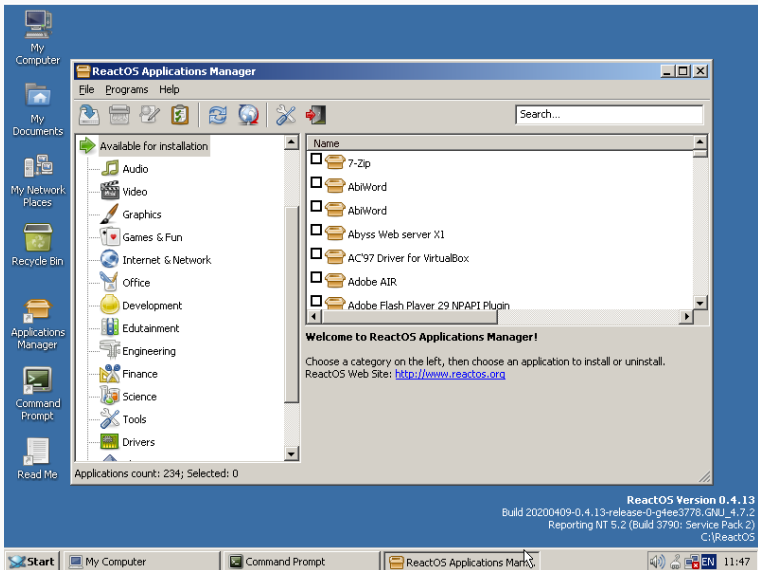 My
Computer
My
Documents
My Network
Places
Recycle Bin
Applications
Manager
Command
Prompt
Read Me
ReactOS Applications Manager
File Programs Help
Search...
Available for installation
Audio
Video
Graphics
Games & Fun
Internet & Network
Office
Development
Edutainment
Engineering
Finance
Science
Tools
Drivers
Name
7-Zip
AbiWord
AbiWord
Abyss Web server X1
AC'97 Driver for VirtualBox
Adobe AIR
Adobe Flash Player 29 NPAPI Plugin
Welcome to ReactOS Applications Manager!
Choose a category on the left, then choose an application to install or uninstall.
ReactOS Web Site: http://www.reactos.org
Applications count: 234; Selected: 0
ReactOS Version 0.4.13
Build 20200409-0.4.13-release-0-g4ee3778.GNU_4.7.2
Reporting NT 5.2 (Build 3790: Service Pack 2)
C:\ReactOS
Start My Computer Command Prompt ReactOS Applications EN 11:47